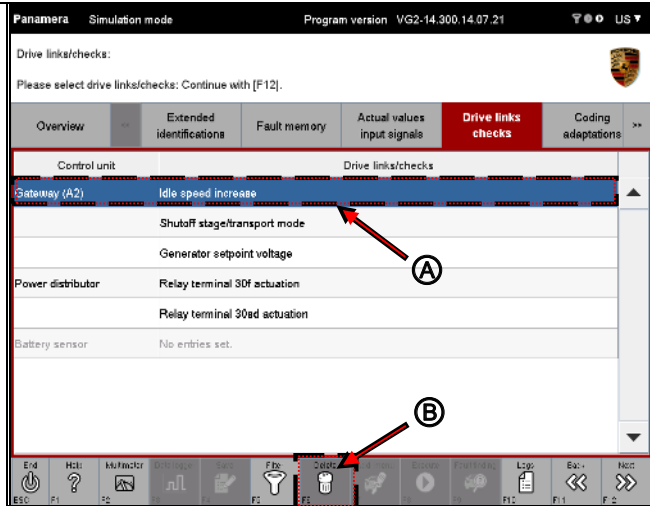 Panamera Simulation mode Program version VG2-14.300.14.07.21 US
Drive links/checks:
Please select drive links/checks: Continue with [F12].
Overview << Extended identifications Fault memory Actual values input signals Drive links checks Coding adaptations >>
Control unit Drive links/checks
Gateway (A2) Idle speed increase
Shutoff stage/transport mode
Generator setpoint voltage
Power distributor Relay terminal 30f actuation
Relay terminal 30sd actuation
Battery sensor No entries set.
A
B
End Help Multimeter Filter Delete Logs Back Next
ESC F1 F2 F10 F11